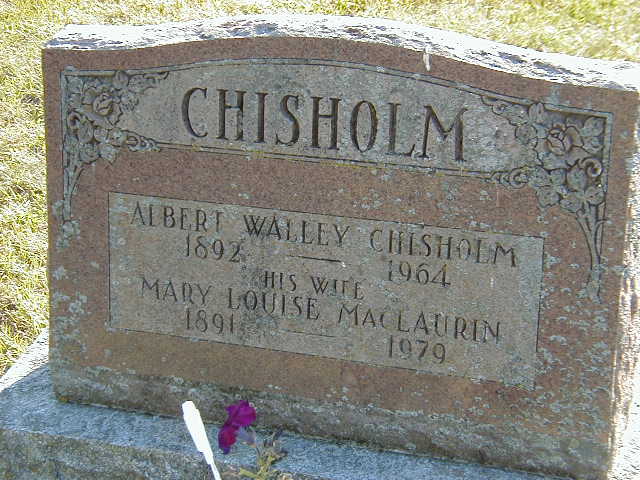 CHISHOLM
ALBERT WALLEY CHISHOLM
1892 — 1964
HIS WIFE
MARY LOUISE MACLAURIN
1891 — 1979